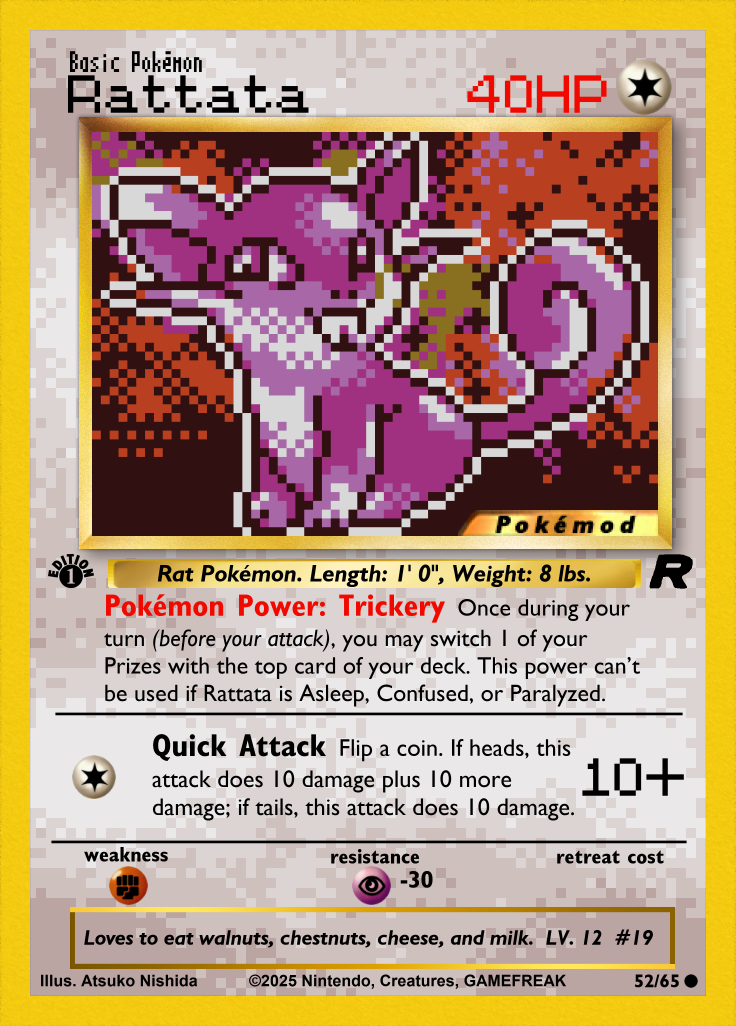 Basic Pokémon
Rattata 40HP
Pokémod
EDITION
1
Rat Pokémon. Length: 1' 0", Weight: 8 lbs.
R
Pokémon Power: Trickery Once during your
turn (before your attack), you may switch 1 of your
Prizes with the top card of your deck. This power can't
be used if Rattata is Asleep, Confused, or Paralyzed.
Quick Attack Flip a coin. If heads, this
attack does 10 damage plus 10 more
damage; if tails, this attack does 10 damage.
10+
weakness resistance retreat cost
-30
Loves to eat walnuts, chestnuts, cheese, and milk. LV. 12 #19
Illus. Atsuko Nishida ©2025 Nintendo, Creatures, GAMEFREAK 52/65